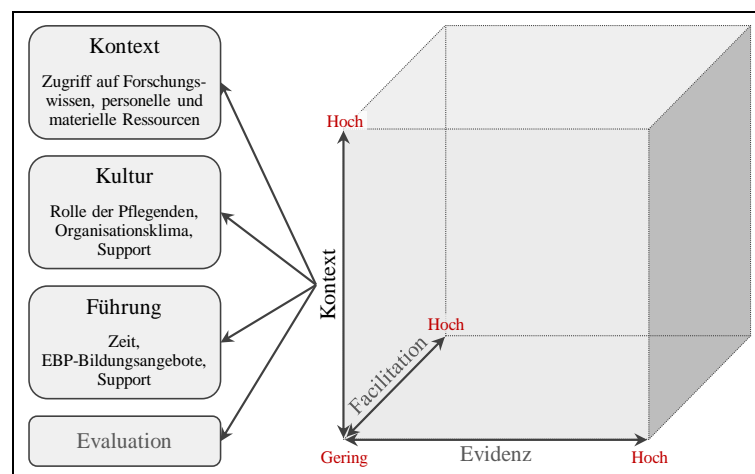 Kontext
Zugriff auf Forschungs-
wissen, personelle und
materielle Ressourcen
Kultur
Rolle der Pflegenden,
Organisationsklima,
Support
Führung
Zeit,
EBP-Bildungsangebote,
Support
Evaluation
Hoch
Kontext
Hoch
Facilitation
Gering
Evidenz
Hoch